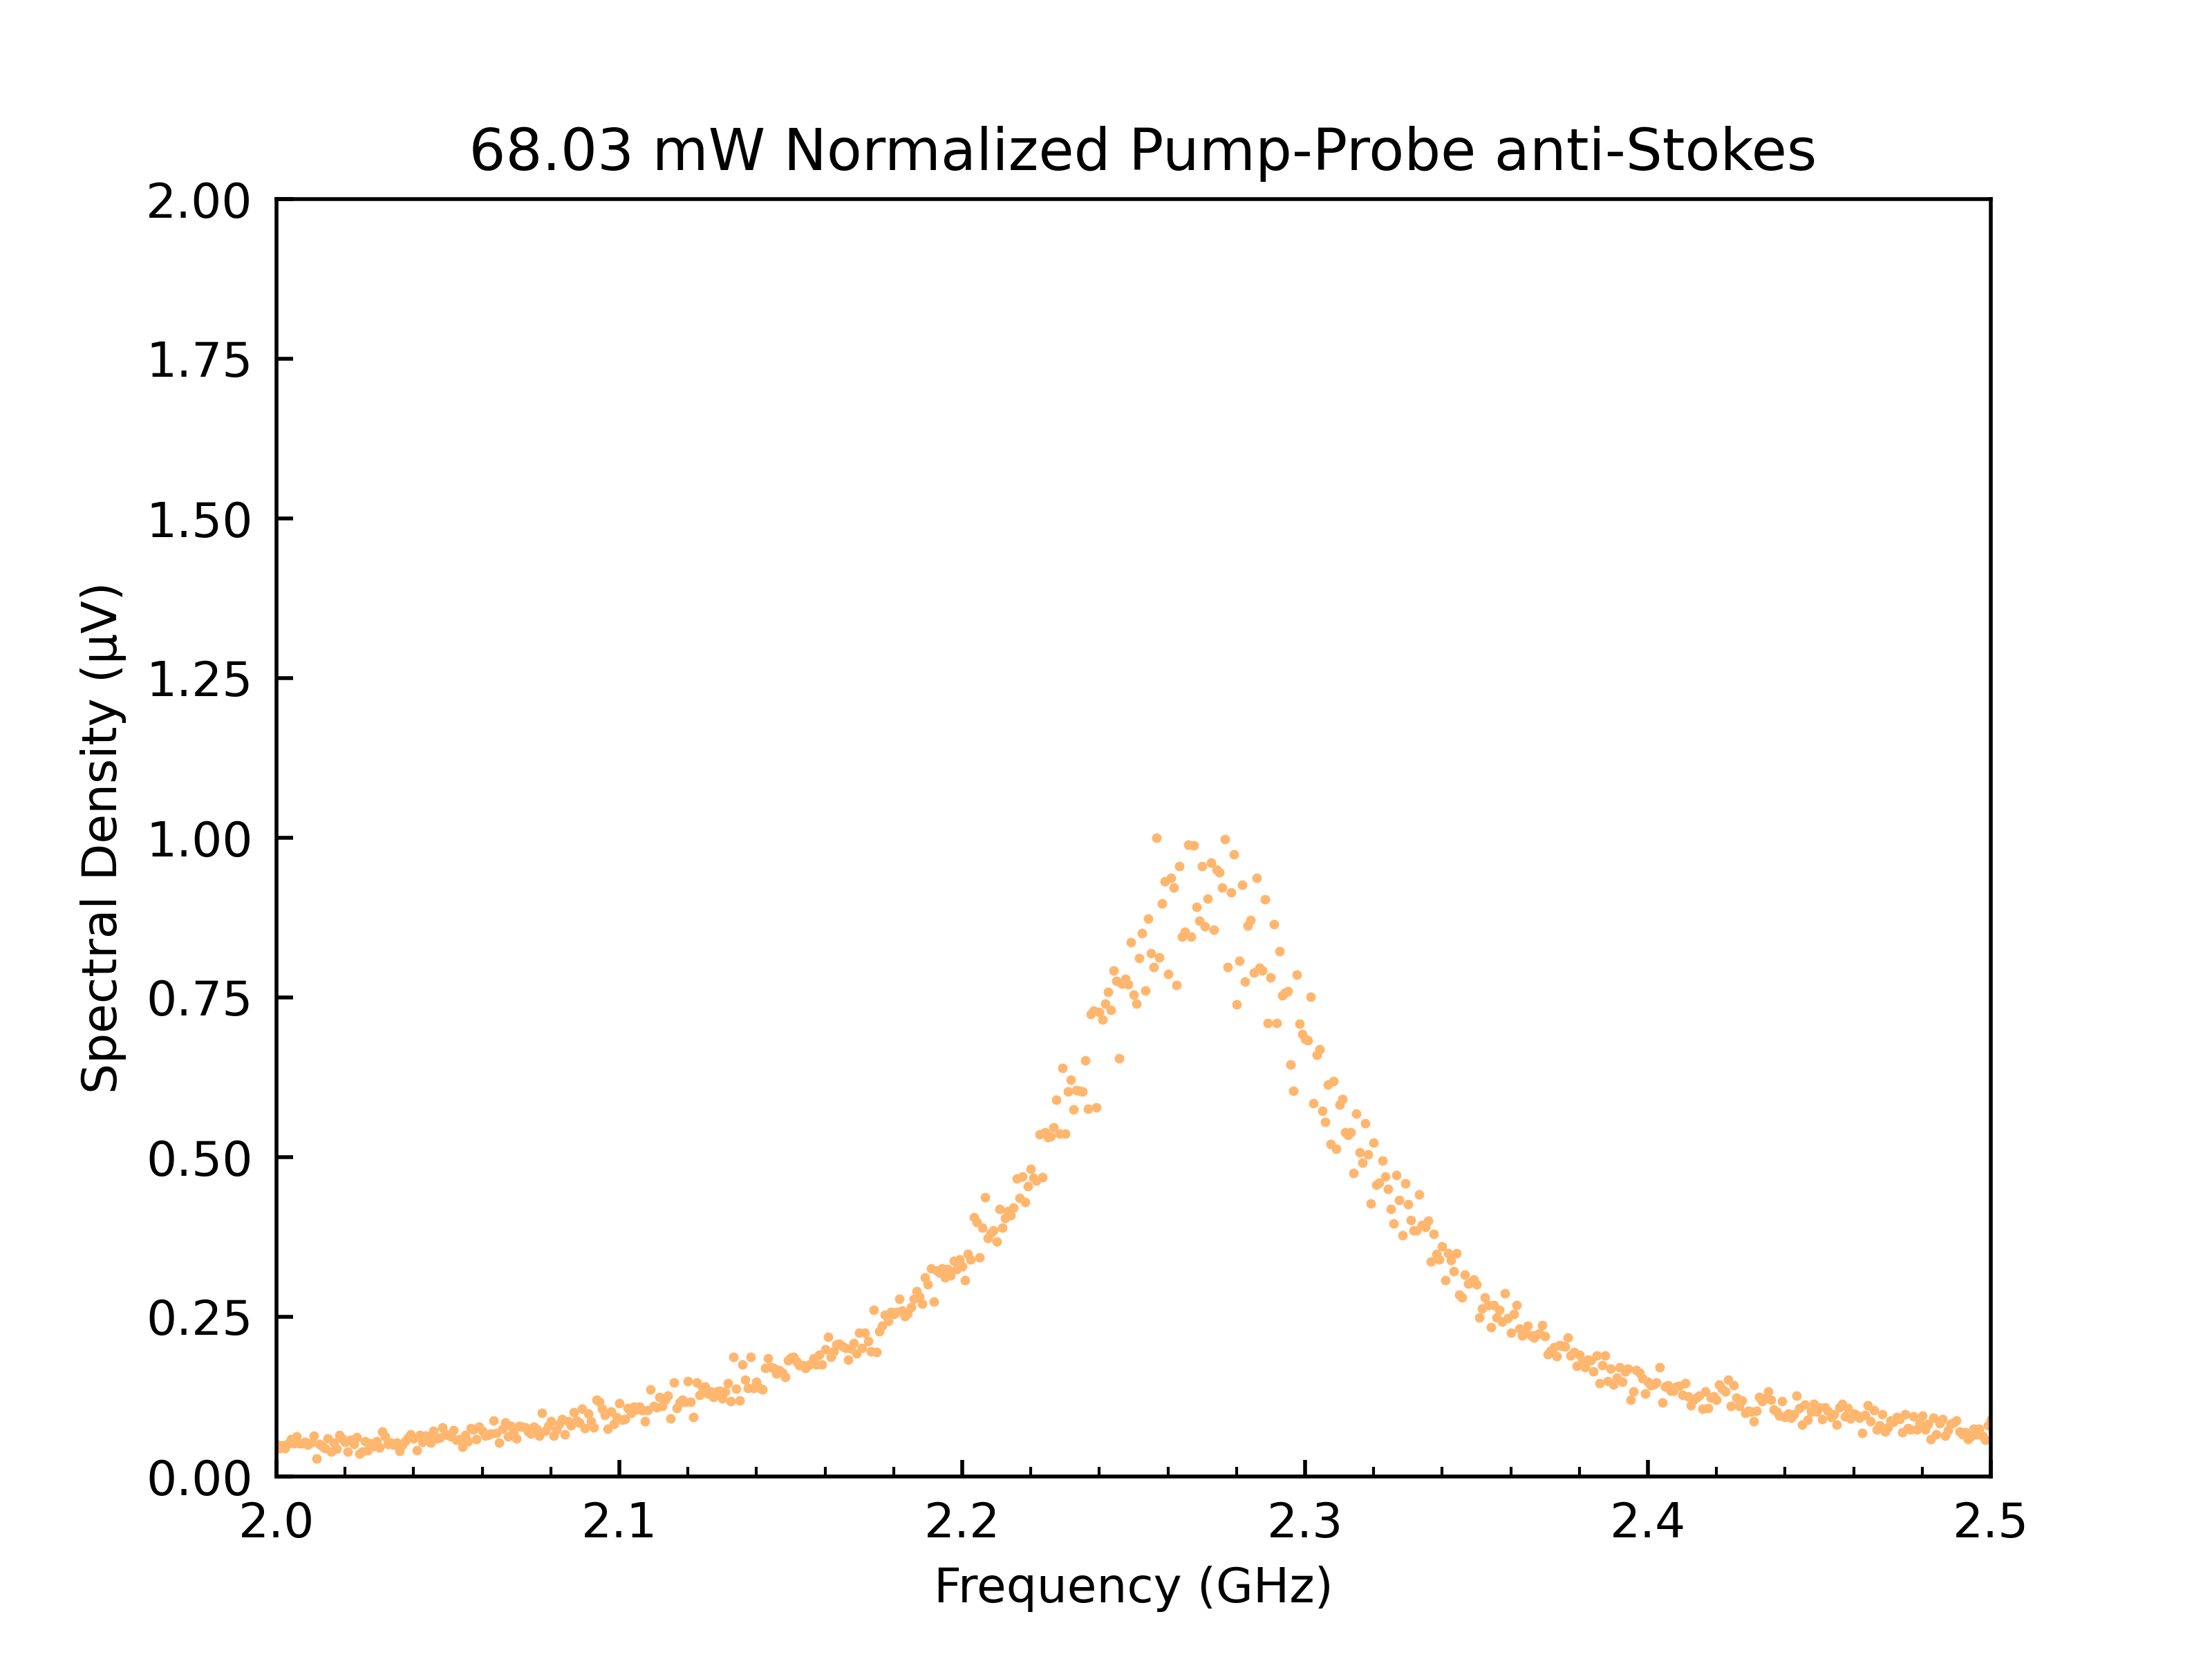 68.03 mW Normalized Pump-Probe anti-Stokes
2.00
1.75
1.50
1.25
1.00
0.75
0.50
0.25
0.00
Spectral Density (μV)
2.0 2.1 2.2 2.3 2.4 2.5
Frequency (GHz)